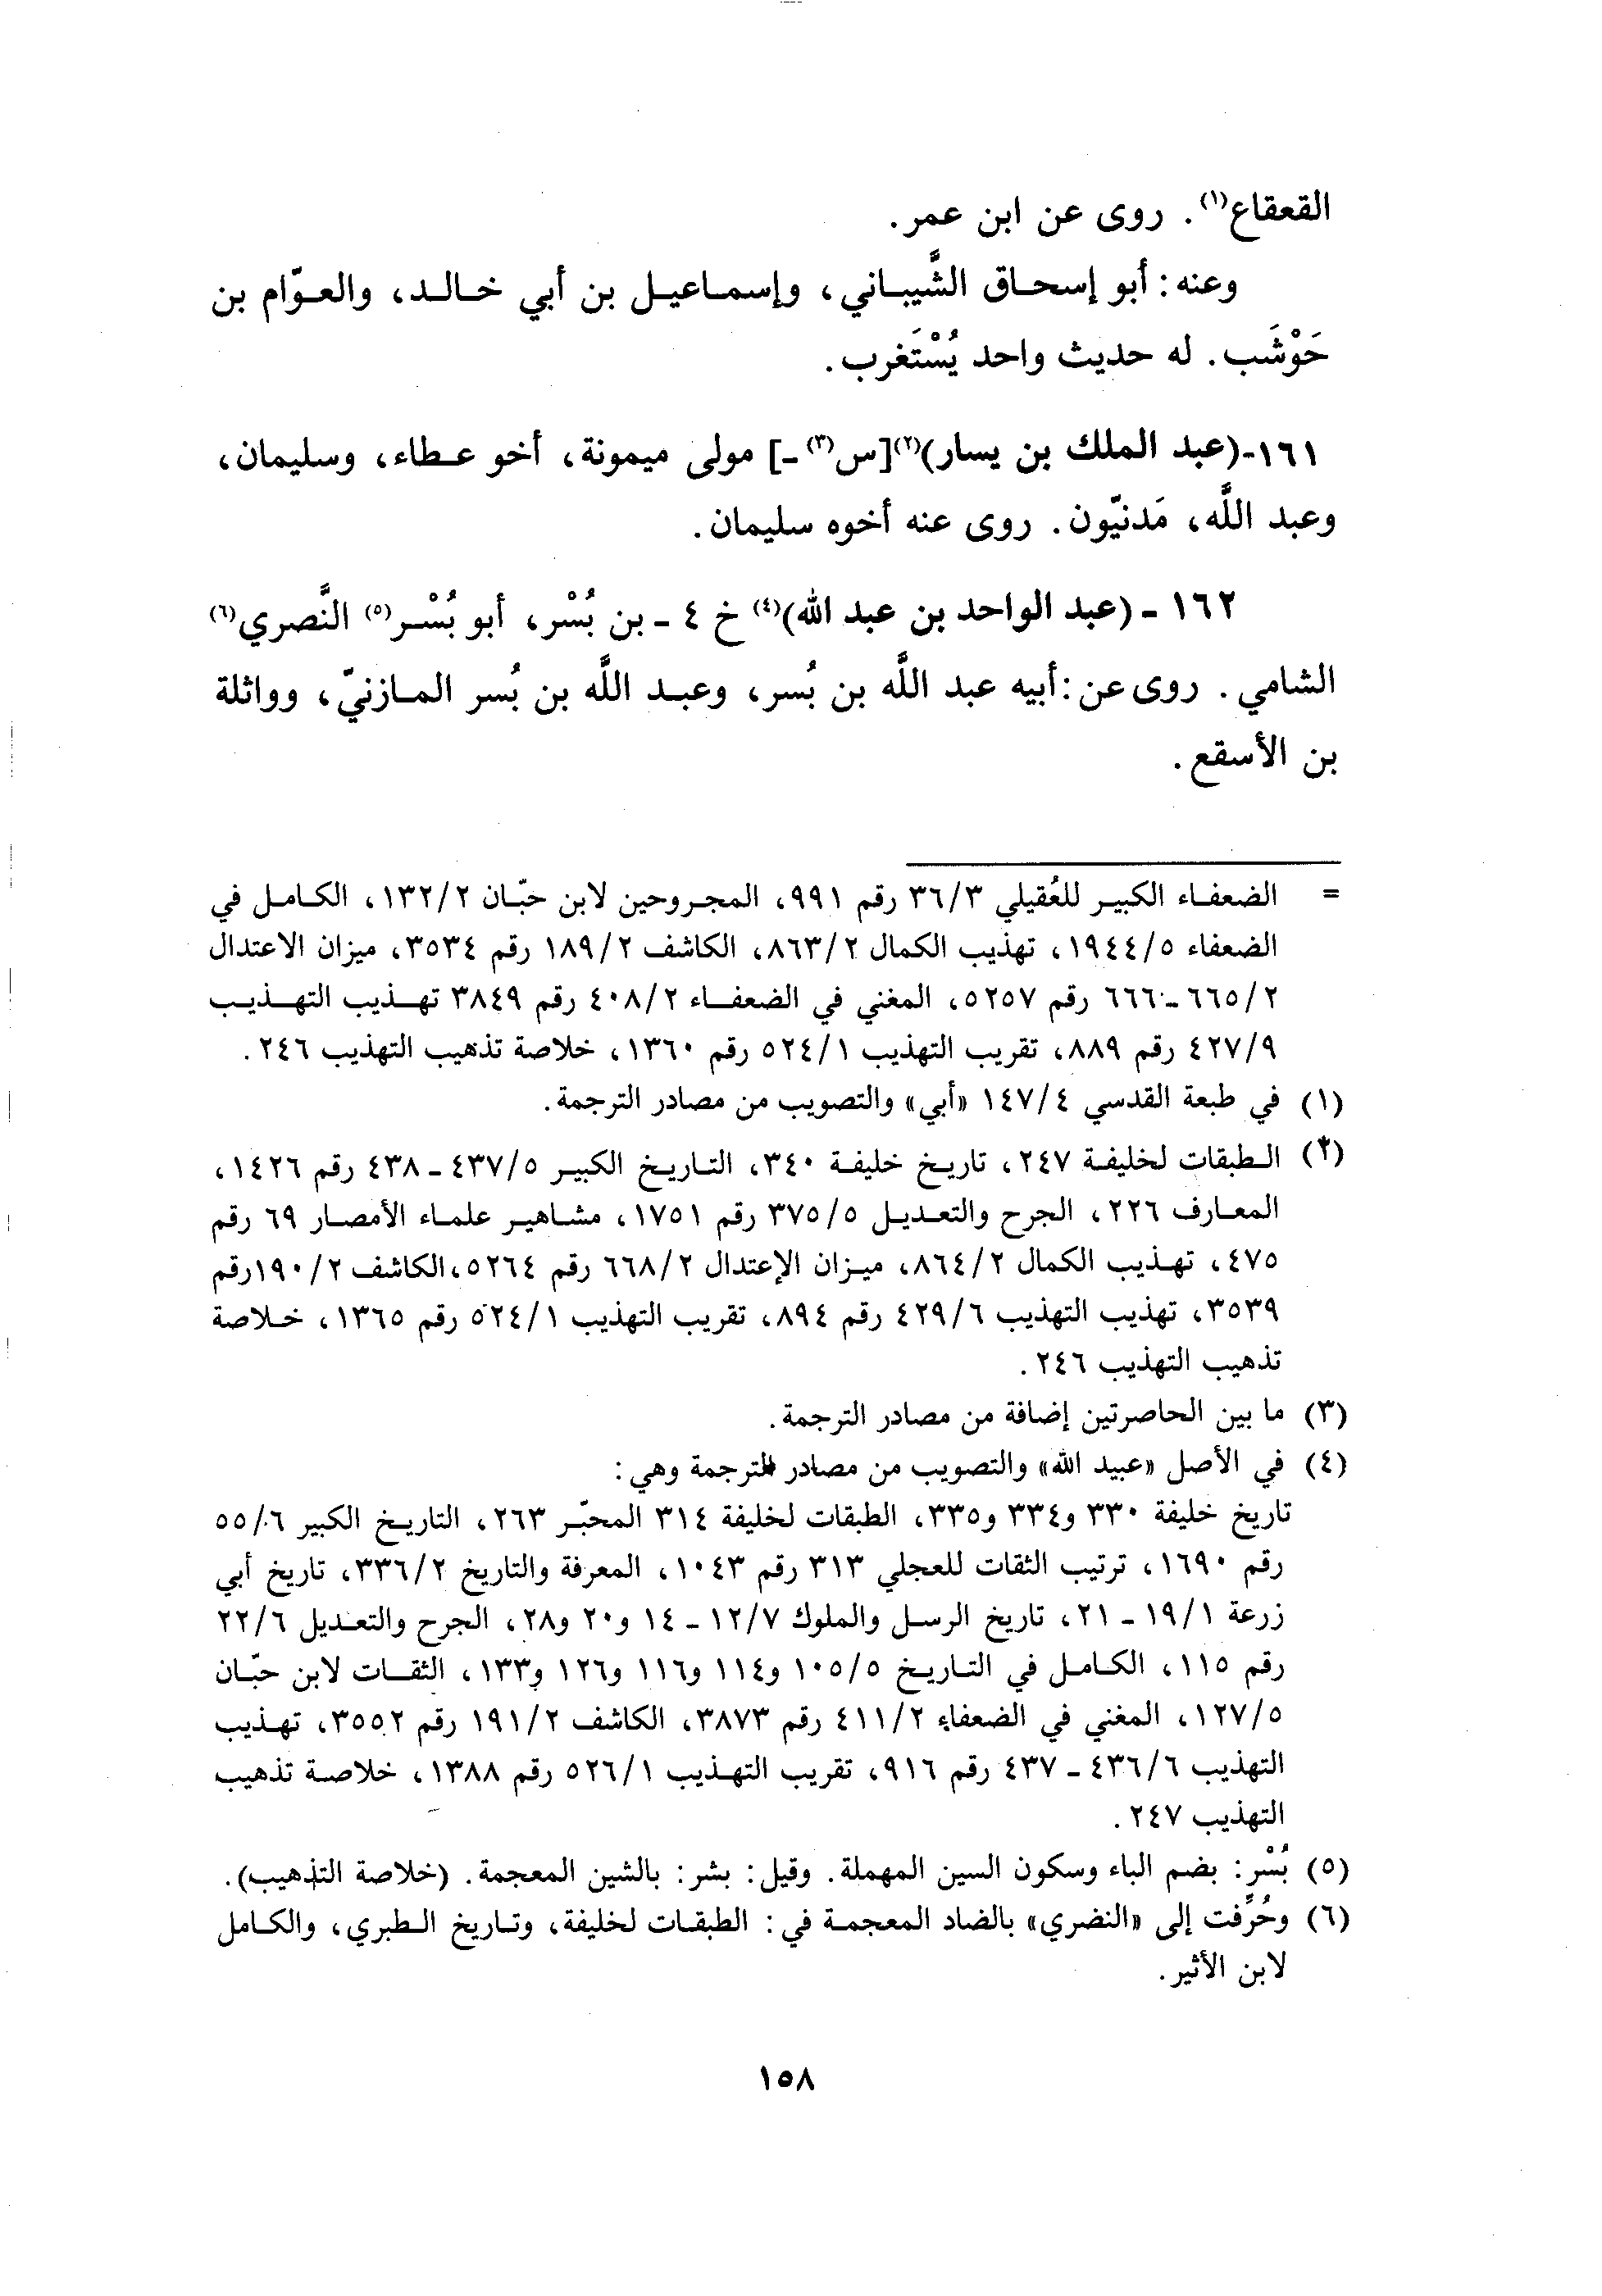 القعقاع(١). روى عن ابن عمر.
وعنه: أبو إسحاق الشَّيباني، وإسماعيل بن أبي خالد، والعوّام بن
حَوْشَب. له حديث واحد يُسْتَغرب.
١٦١-(عبد الملك بن يسار)(٢)[س(٣) -] مولى ميمونة، أخو عطاء، وسليمان،
وعبد اللَّه، مَدنيّون. روى عنه أخوه سليمان.
١٦٢ - (عبد الواحد بن عبد الله)(٤) خ ٤ - بن بُسْر، أبو بُسْر(٥) النَّصري(٦)
الشامي. روى عن: أبيه عبد اللَّه بن بُسر، وعبد اللَّه بن بُسر المازنيّ، وواثلة
بن الأسقع.
= الضعفاء الكبير للعُقيلي ٣٦/٣ رقم ٩٩١، المجروحين لابن حبّان ١٣٢/٢، الكامل في
الضعفاء ١٩٤٤/٥، تهذيب الكمال ٨٦٣/٢، الكاشف ١٨٩/٢ رقم ٣٥٣٤، ميزان الاعتدال
٦٦٥/٢-٦٦٦ رقم ٥٢٥٧، المغني في الضعفاء ٤٠٨/٢ رقم ٣٨٤٩ تهذيب التهذيب
٤٢٧/٩ رقم ٨٨٩، تقريب التهذيب ٥٢٤/١ رقم ١٣٦٠، خلاصة تذهيب التهذيب ٢٤٦.
(١) في طبعة القدسي ١٤٧/٤ «أبي» والتصويب من مصادر الترجمة.
(٢) الطبقات لخليفة ٢٤٧، تاريخ خليفة ٣٤٠، التاريخ الكبير ٤٣٧/٥ - ٤٣٨ رقم ١٤٢٦،
المعارف ٢٢٦، الجرح والتعديل ٣٧٥/٥ رقم ١٧٥١، مشاهير علماء الأمصار ٦٩ رقم
٤٧٥، تهذيب الكمال ٨٦٤/٢، ميزان الإعتدال ٦٦٨/٢ رقم ٥٢٦٤،الكاشف ١٩٠/٢رقم
٣٥٣٩، تهذيب التهذيب ٤٢٩/٦ رقم ٨٩٤، تقريب التهذيب ٥٢٤/١ رقم ١٣٦٥، خلاصة
تذهيب التهذيب ٢٤٦.
(٣) ما بين الحاصرتين إضافة من مصادر الترجمة.
(٤) في الأصل «عبيد الله» والتصويب من مصادر الترجمة وهي:
تاريخ خليفة ٣٣٠ و٣٣٤ و٣٣٥، الطبقات لخليفة ٣١٤ المحبّر ٢٦٣، التاريخ الكبير ٥٥/٦
رقم ١٦٩٠، ترتيب الثقات للعجلي ٣١٣ رقم ١٠٤٣، المعرفة والتاريخ ٣٣٦/٢، تاريخ أبي
زرعة ١٩/١ - ٢١، تاريخ الرسل والملوك ١٢/٧ - ١٤ و٢٠ و٢٨، الجرح والتعديل ٢٢/٦
رقم ١١٥، الكامل في التاريخ ١٠٥/٥ و١١٤ و١١٦ و١٢٦ و١٣٣، الثقات لابن حبّان
١٢٧/٥، المغني في الضعفاء ٤١١/٢ رقم ٣٨٧٣، الكاشف ١٩١/٢ رقم ٣٥٥٢، تهذيب
التهذيب ٤٣٦/٦ - ٤٣٧ رقم ٩١٦، تقريب التهذيب ٥٢٦/١ رقم ١٣٨٨، خلاصة تذهيب
التهذيب ٢٤٧.
(٥) بُسْر: بضم الباء وسكون السين المهملة. وقيل: بشر: بالشين المعجمة. (خلاصة التذهيب).
(٦) وحُرِّفت إلى «النضري» بالضاد المعجمة في: الطبقات لخليفة، وتاريخ الطبري، والكامل
لابن الأثير.
١٥٨